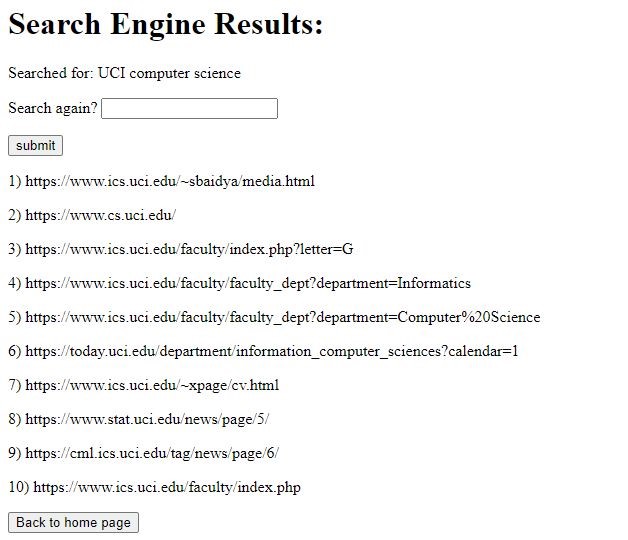 Search Engine Results:
Searched for: UCI computer science
Search again?
submit
1) https://www.ics.uci.edu/~sbaidya/media.html
2) https://www.cs.uci.edu/
3) https://www.ics.uci.edu/faculty/index.php?letter=G
4) https://www.ics.uci.edu/faculty/faculty_dept?department=Informatics
5) https://www.ics.uci.edu/faculty/faculty_dept?department=Computer%20Science
6) https://today.uci.edu/department/information_computer_sciences?calendar=1
7) https://www.ics.uci.edu/~xpage/cv.html
8) https://www.stat.uci.edu/news/page/5/
9) https://cml.ics.uci.edu/tag/news/page/6/
10) https://www.ics.uci.edu/faculty/index.php
Back to home page